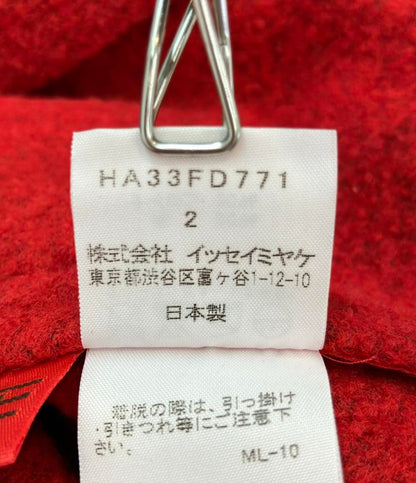 HA33FD771
2
株式会社 イッセイミヤケ
東京都渋谷区富ヶ谷1-12-10
日本製
着脱の際は、引っ掛け
・引きつれ等にご注意下
さい。
ML-10